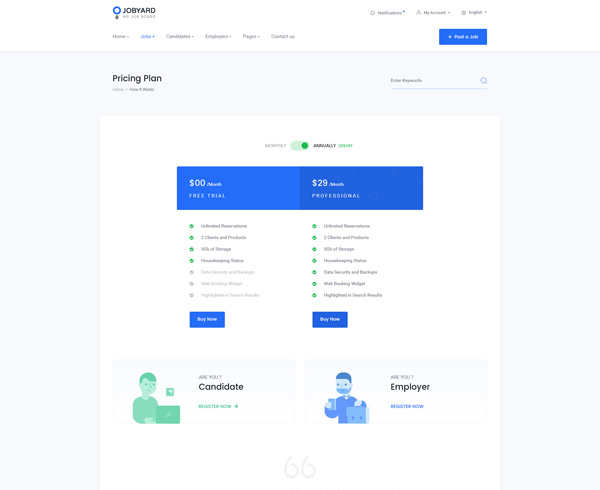 JOBYARD
WP JOB BOARD
Notifications
My Account
English
Home
Jobs
Candidates
Employers
Pages
Contact us
+ Post a Job
Pricing Plan
Home / How It Works
Enter Keywords
MONTHLY
ANNUALLY
$00 /Month
FREE TRIAL
$29 /Month
PROFESSIONAL
Unlimited Reservations
2 Clients and Products
3Gb of Storage
Housekeeping Status
Data Security and Backups
Web Booking Widget
Highlighted in Search Results
Buy Now
Unlimited Reservations
2 Clients and Products
3Gb of Storage
Housekeeping Status
Data Security and Backups
Web Booking Widget
Highlighted in Search Results
Buy Now
ARE YOU ?
Candidate
REGISTER NOW
ARE YOU ?
Employer
REGISTER NOW